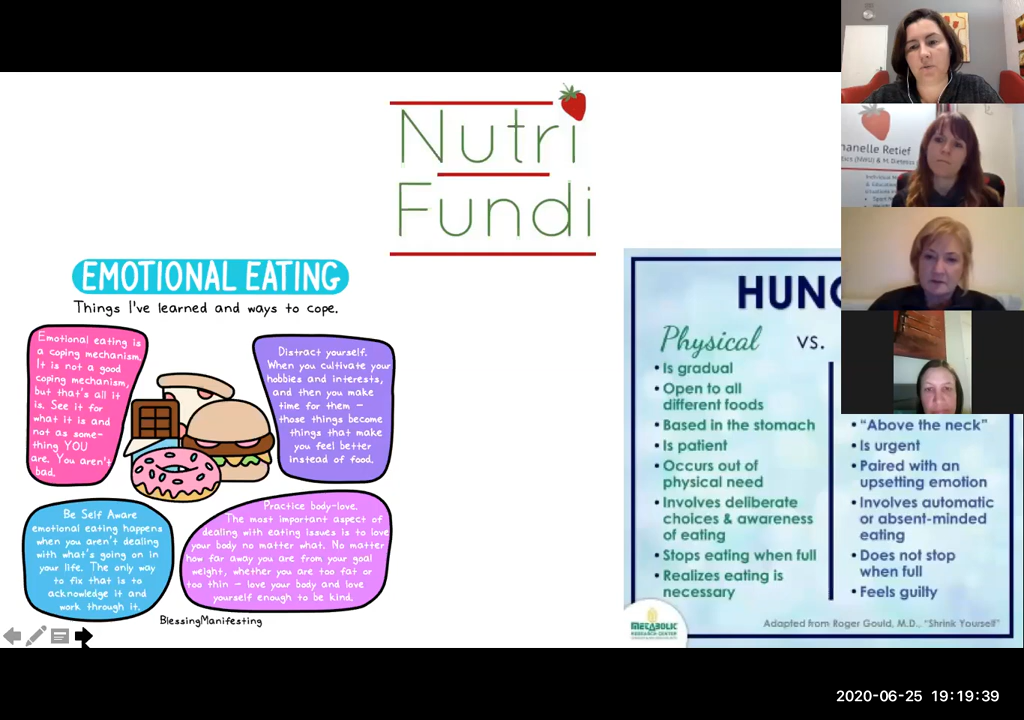 Nutri
Fundi
EMOTIONAL EATING
Things I've learned and ways to cope.
Emotional eating is
a coping mechanism.
It is not a good
coping mechanism,
but that's all it
is. See it for
what it is and
not as some-
thing YOU
are. You aren't
bad.
Distract yourself.
When you cultivate your
hobbies and interests,
and then you make
time for them –
those things become
things that make
you feel better
instead of food.
Be Self Aware
emotional eating happens
when you aren't dealing
with what's going on in
your life. The only way
to fix that is to
acknowledge it and
work through it.
Practice body-love.
The most important aspect of
dealing with eating issues is to love
your body no matter what. No matter
how far away you are from your goal
weight, whether you are too fat or
too thin – love your body and love
yourself enough to be kind.
BlessingManifesting
HUNG
Physical
VS.
• Is gradual
• Open to all
different foods
• Based in the stomach
• Is patient
• Occurs out of
physical need
• Involves deliberate
choices & awareness
of eating
• Stops eating when full
• Realizes eating is
necessary
• "Above the neck"
• Is urgent
• Paired with an
upsetting emotion
• Involves automatic
or absent-minded
eating
• Does not stop
when full
• Feels guilty
METABOLIC
RESEARCH CENTER
Adapted from Roger Gould, M.D., "Shrink Yourself"
hanelle Retief
2020-06-25 19:19:39